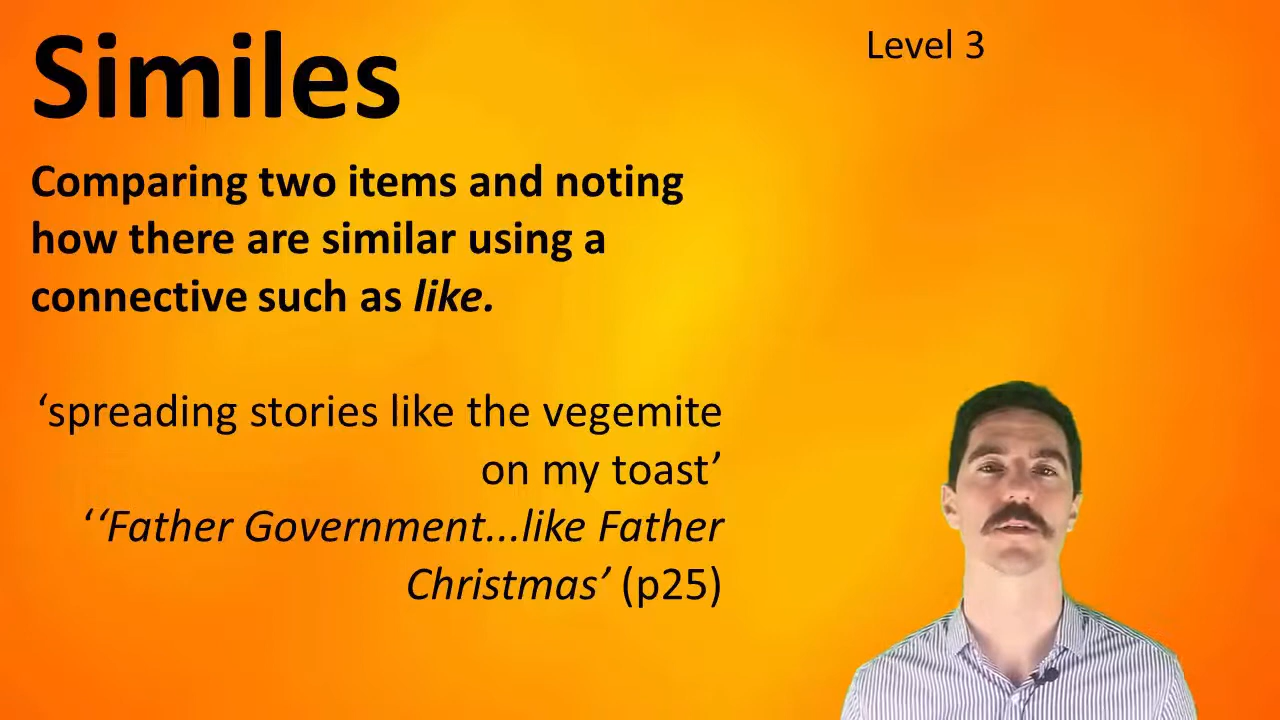 Similes
Level 3
Comparing two items and noting
how there are similar using a
connective such as like.
‘spreading stories like the vegemite
on my toast’
‘‘Father Government...like Father
Christmas’ (p25)